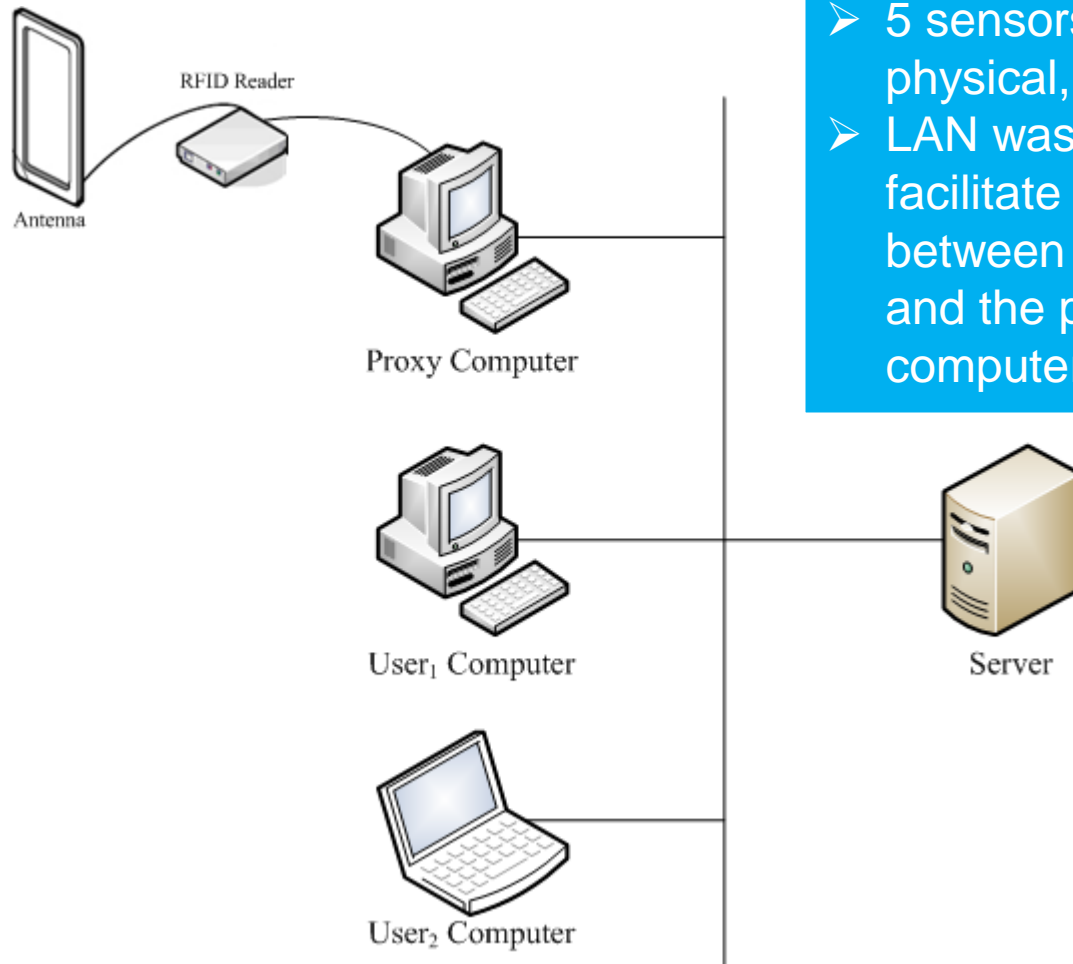 ➢ 5 sensors
physical,
➢ LAN was
facilitate
between
and the p
computer
RFID Reader
Antenna
Proxy Computer
User₁ Computer
Server
User₂ Computer